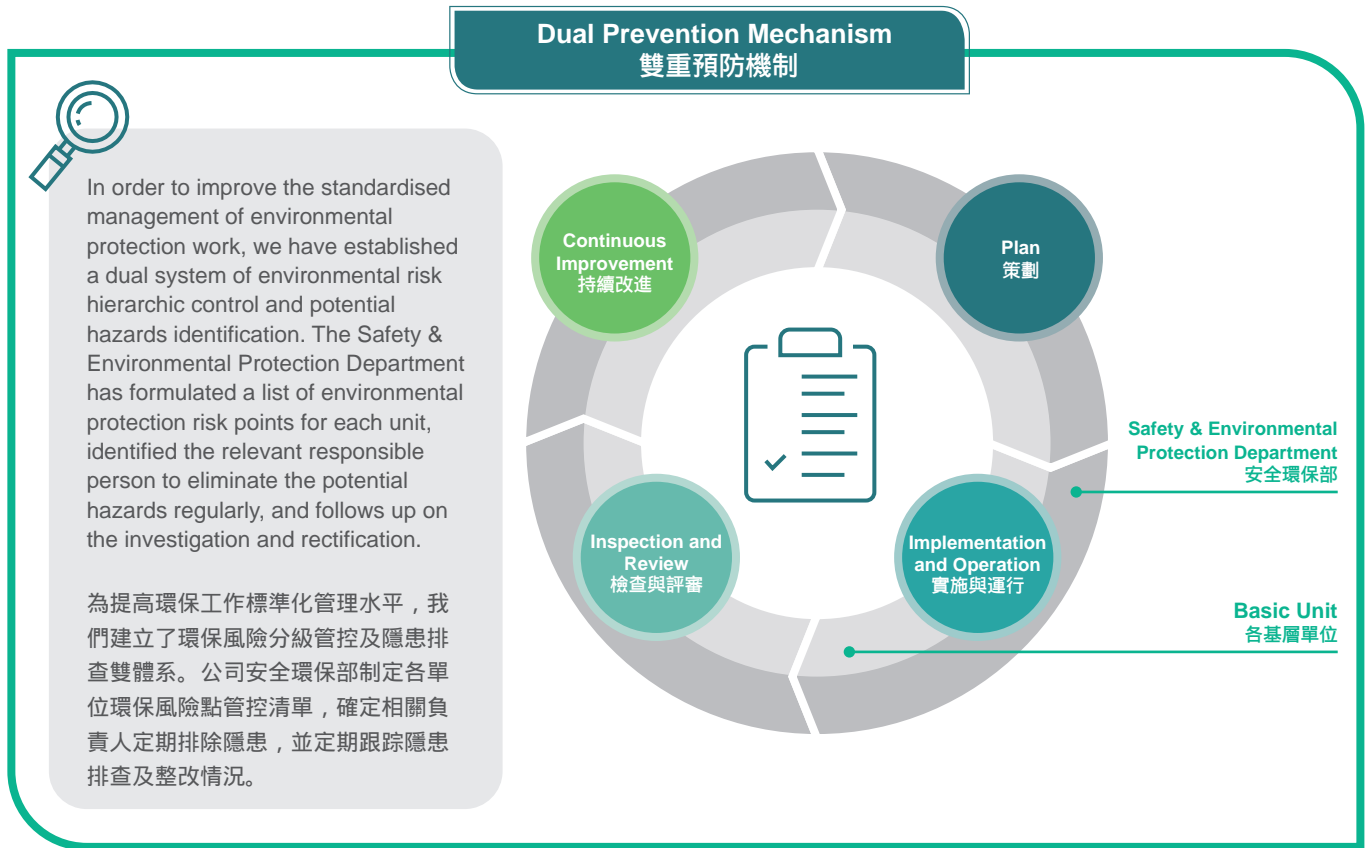 Dual Prevention Mechanism
雙重預防機制
In order to improve the standardised
management of environmental
protection work, we have established
a dual system of environmental risk
hierarchic control and potential
hazards identification. The Safety &
Environmental Protection Department
has formulated a list of environmental
protection risk points for each unit,
identified the relevant responsible
person to eliminate the potential
hazards regularly, and follows up on
the investigation and rectification.
為提高環保工作標準化管理水平，我
們建立了環保風險分級管控及隱患排
查雙體系。公司安全環保部制定各單
位環保風險點管控清單，確定相關負
責人定期排除隱患，並定期跟踪隱患
排查及整改情況。
Continuous
Improvement
持續改進
Plan
策劃
Inspection and
Review
檢查與評審
Implementation
and Operation
實施與運行
Safety & Environmental
Protection Department
安全環保部
Basic Unit
各基層單位